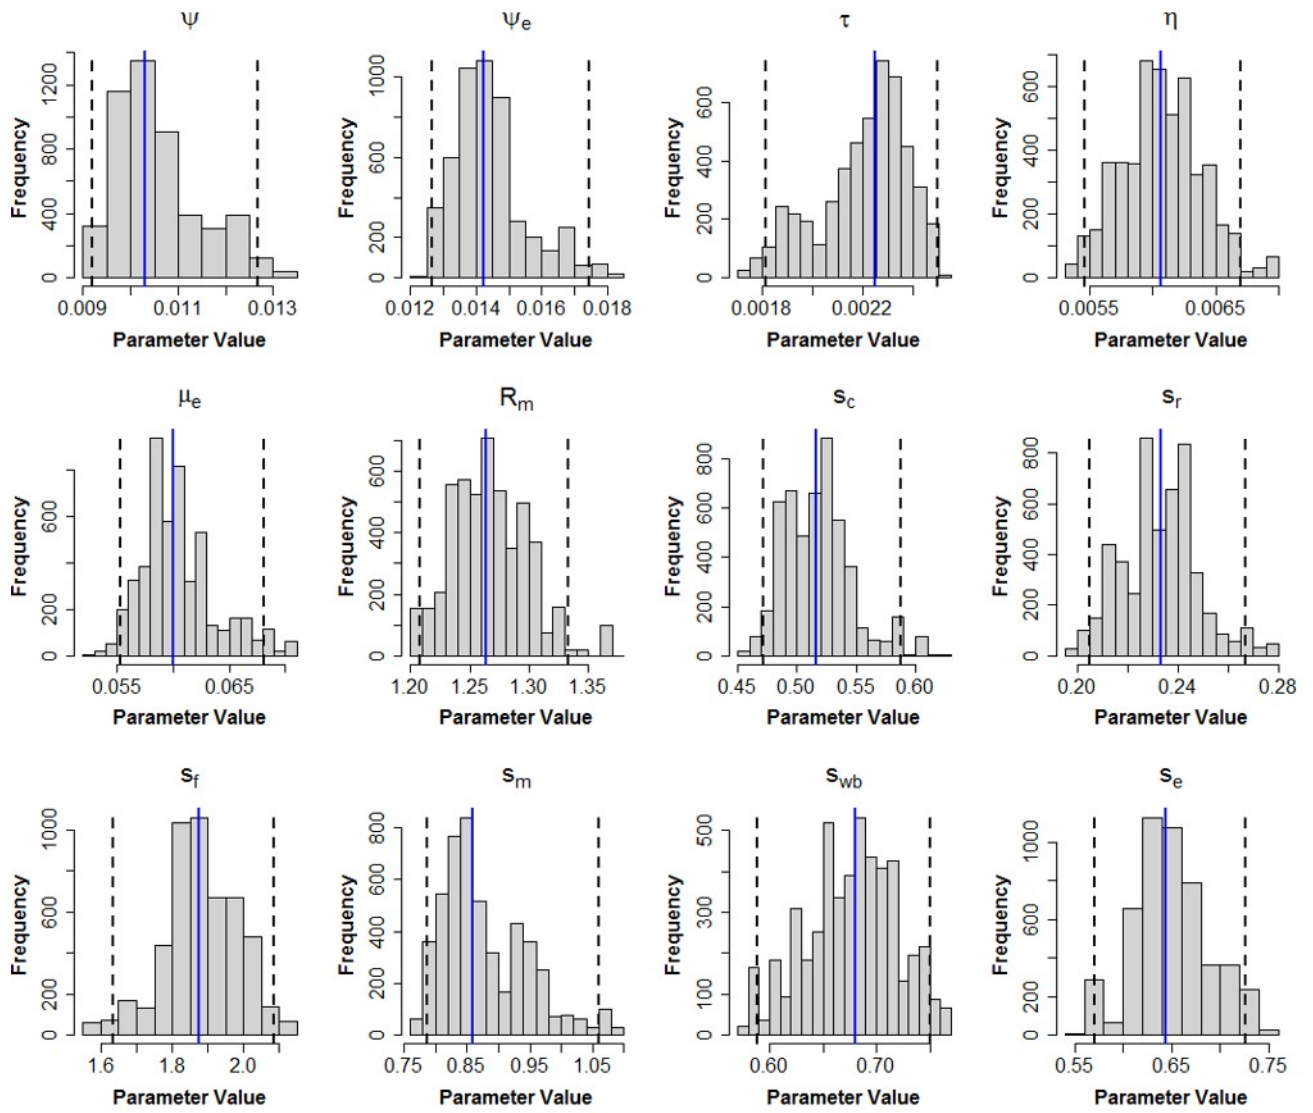 ψ
Frequency
0 400 800 1200
0.009 0.011 0.013
Parameter Value
ψe
Frequency
0 200 600 1000
0.012 0.014 0.016 0.018
Parameter Value
τ
Frequency
0 200 400 600
0.0018 0.0022
Parameter Value
η
Frequency
0 100 200 300 400 500 600 700
0.0055 0.0065
Parameter Value
μe
Frequency
0 200 600
0.055 0.065
Parameter Value
Rm
Frequency
0 200 400 600
1.20 1.25 1.30 1.35
Parameter Value
sc
Frequency
0 200 400 600 800
0.45 0.50 0.55 0.60
Parameter Value
sr
Frequency
0 200 400 600 800
0.20 0.24 0.28
Parameter Value
sf
Frequency
0 200 600 1000
1.6 1.8 2.0
Parameter Value
sm
Frequency
0 200 400 600 800
0.75 0.85 0.95 1.05
Parameter Value
swb
Frequency
0 100 300 500
0.60 0.70
Parameter Value
se
Frequency
0 200 600 1000
0.55 0.65 0.75
Parameter Value